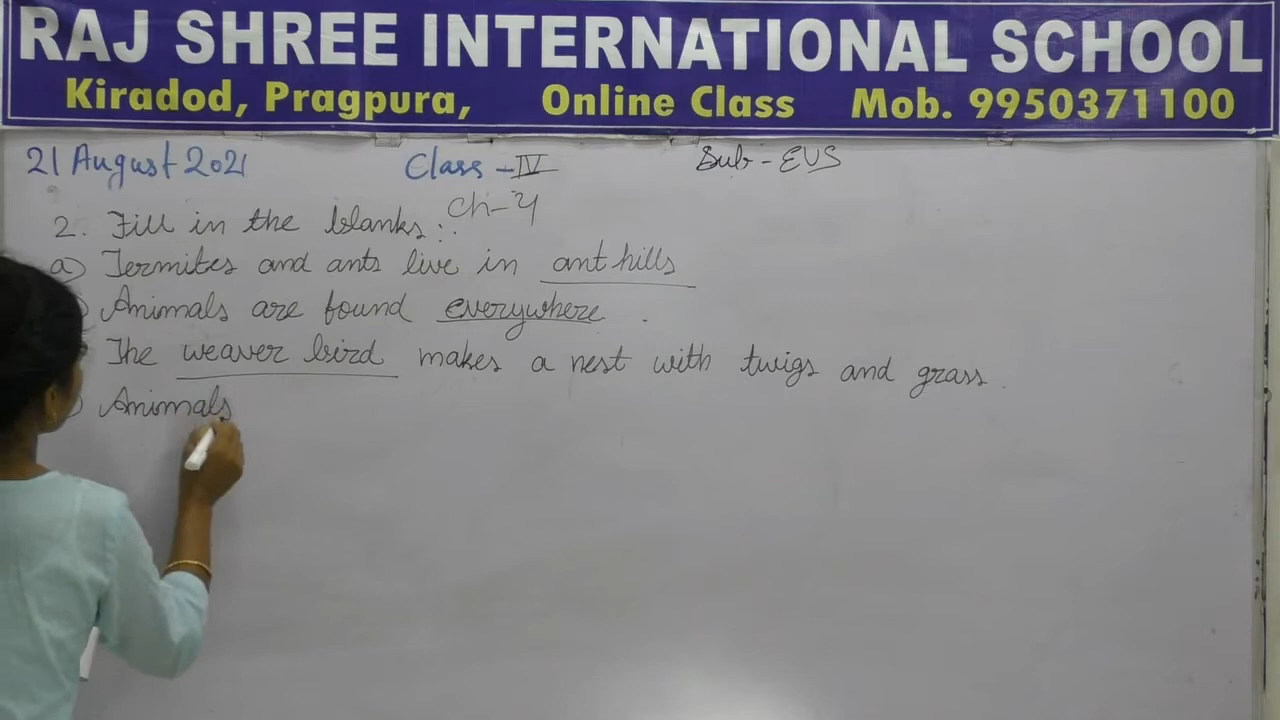 RAJ SHREE INTERNATIONAL SCHOOL
Kiradod, Pragpura, Online Class Mob. 9950371100
21 August 2021 Class - IV Sub - EVS
Ch-4
2. Fill in the blanks:.
a) Termites and ants live in ant hills
Animals are found everywhere.
The weaver bird makes a nest with twigs and grass.
Animals